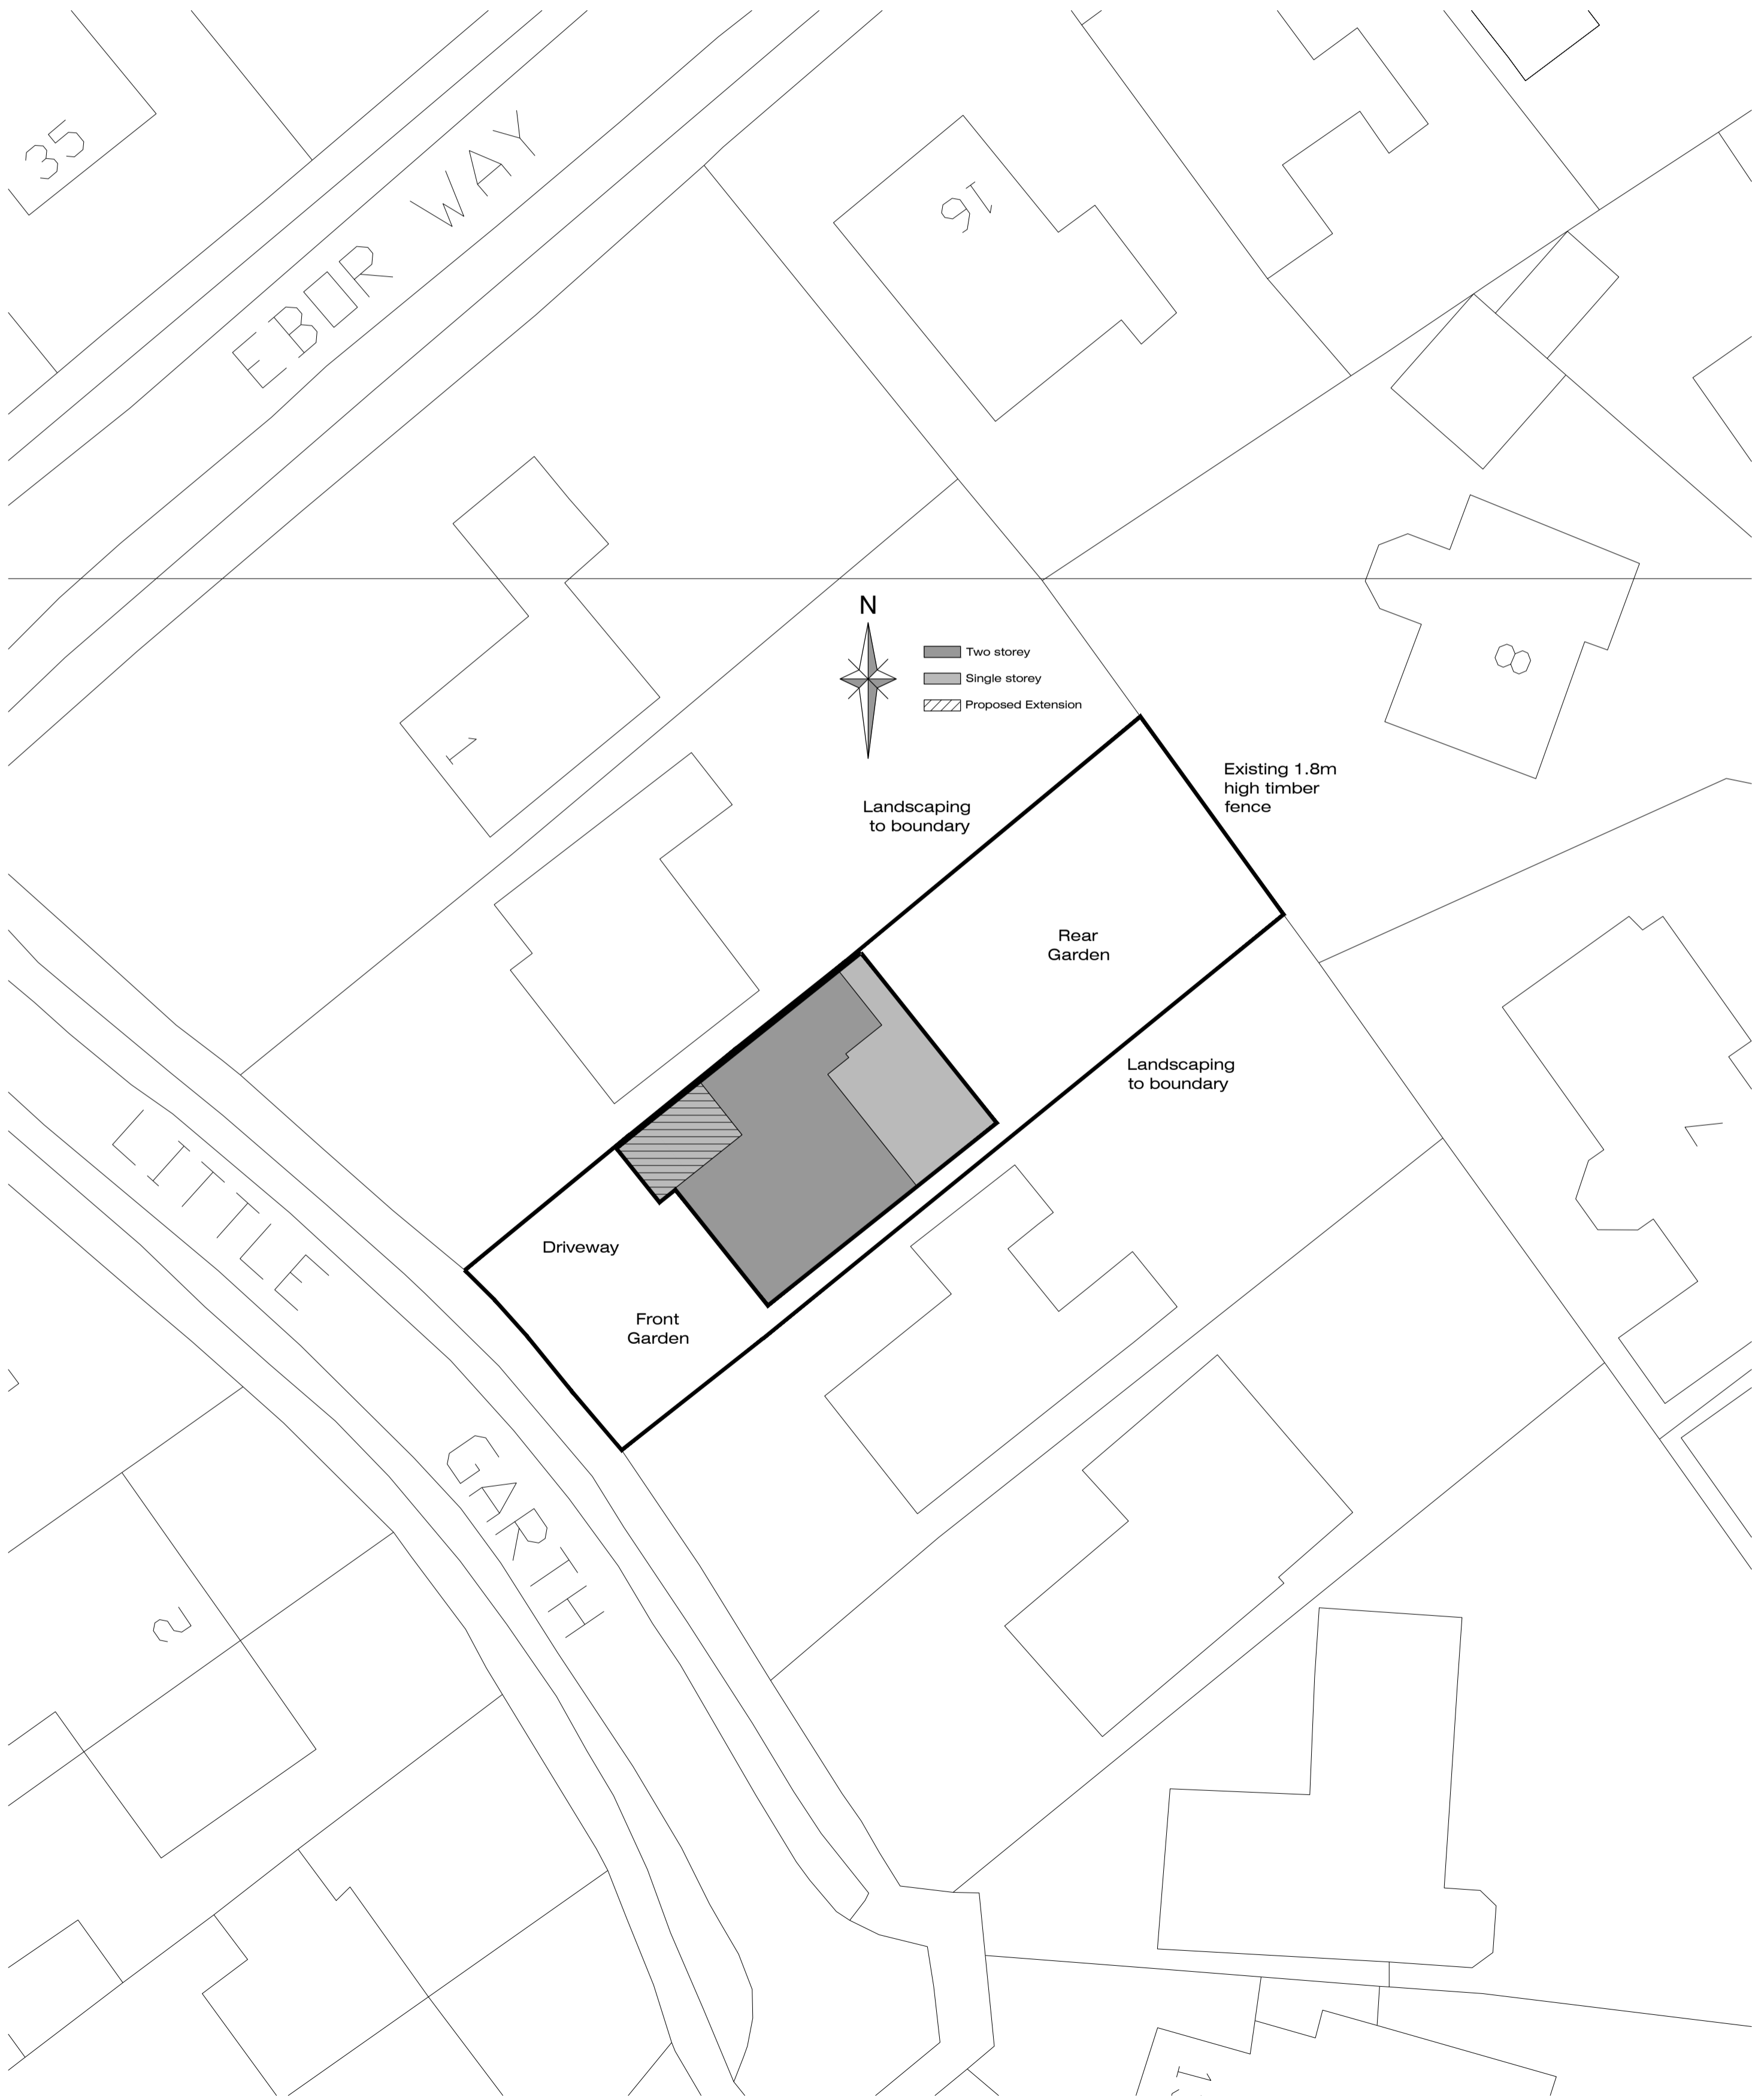 35
EBOR WAY
16
N
Two storey
Single storey
Proposed Extension
8
1
Existing 1.8m
high timber
fence
Landscaping
to boundary
Rear
Garden
Landscaping
to boundary
7
LITTLE
GARTH
Driveway
Front
Garden
2